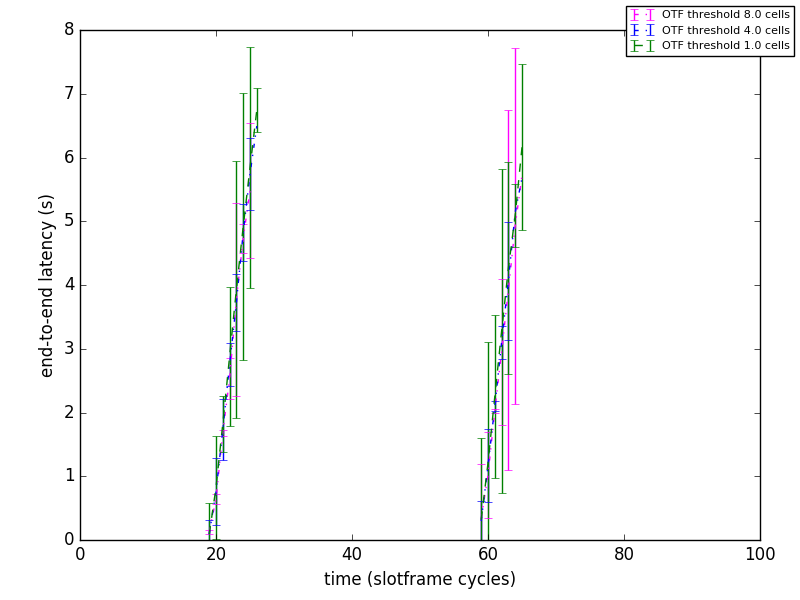 OTF threshold 8.0 cells
OTF threshold 4.0 cells
OTF threshold 1.0 cells
8
7
6
5
4
3
2
1
0
end-to-end latency (s)
0 20 40 60 80 100
time (slotframe cycles)